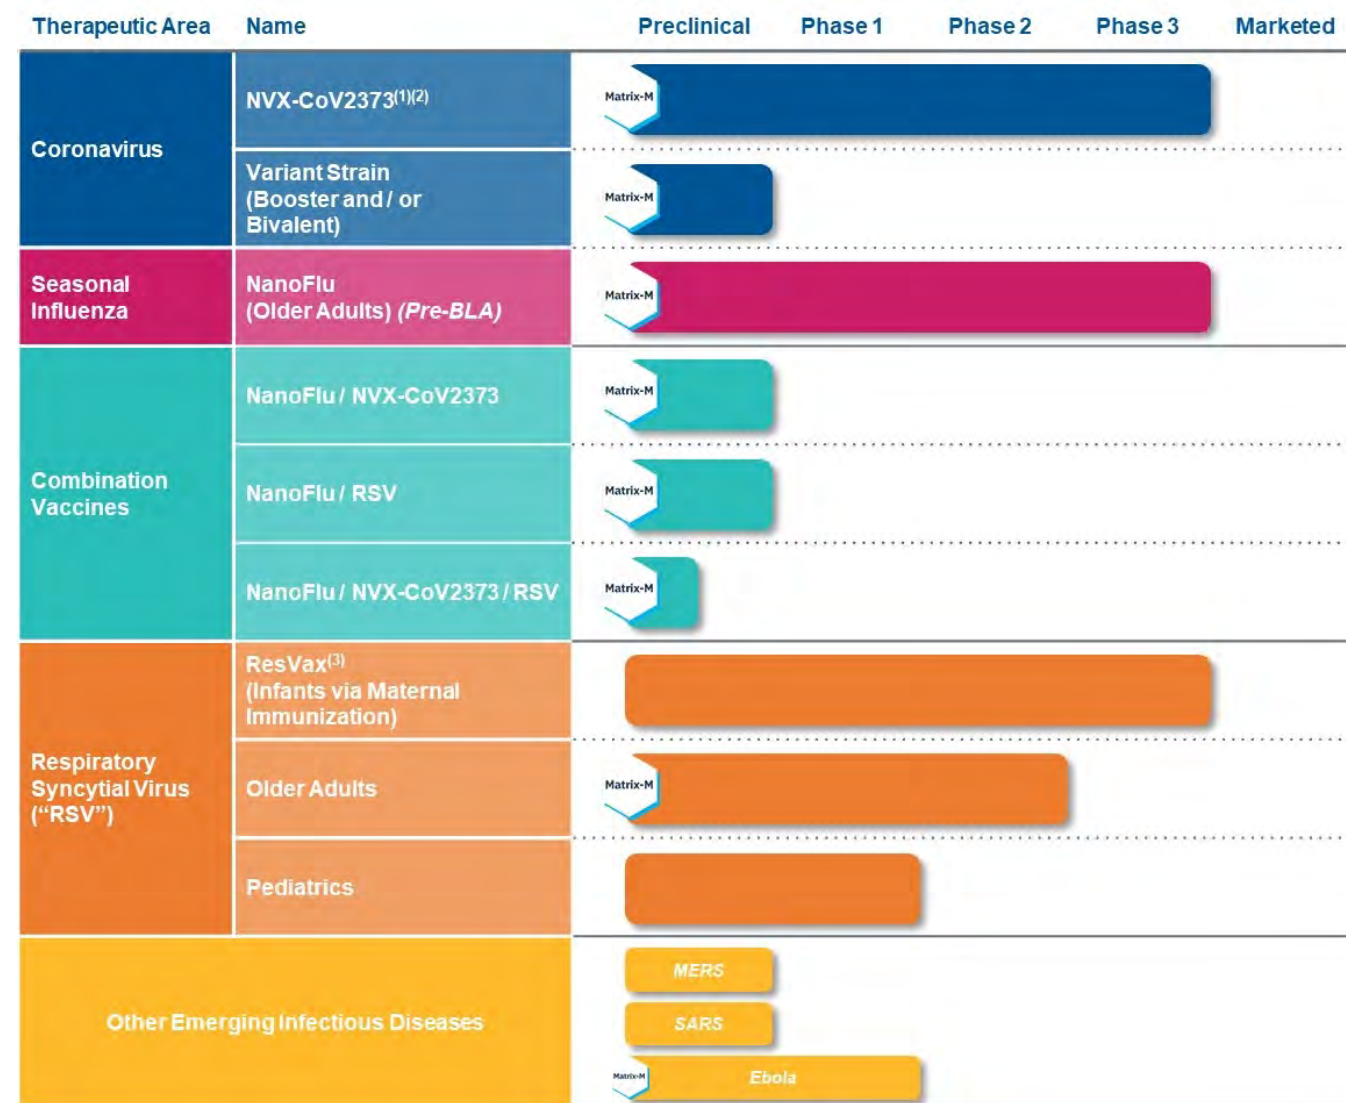 Therapeutic Area Name Preclinical Phase 1 Phase 2 Phase 3 Marketed
Coronavirus
NVX-CoV2373(1)(2)
Matrix-M
Variant Strain
(Booster and / or
Bivalent)
Matrix-M
Seasonal
Influenza
NanoFlu
(Older Adults) (Pre-BLA)
Matrix-M
Combination
Vaccines
NanoFlu / NVX-CoV2373
Matrix-M
NanoFlu / RSV
Matrix-M
NanoFlu / NVX-CoV2373 / RSV
Matrix-M
Respiratory
Syncytial Virus
(“RSV”)
ResVax(3)
(Infants via Maternal
Immunization)
Older Adults
Matrix-M
Pediatrics
Other Emerging Infectious Diseases
MERS
SARS
Matrix-M
Ebola